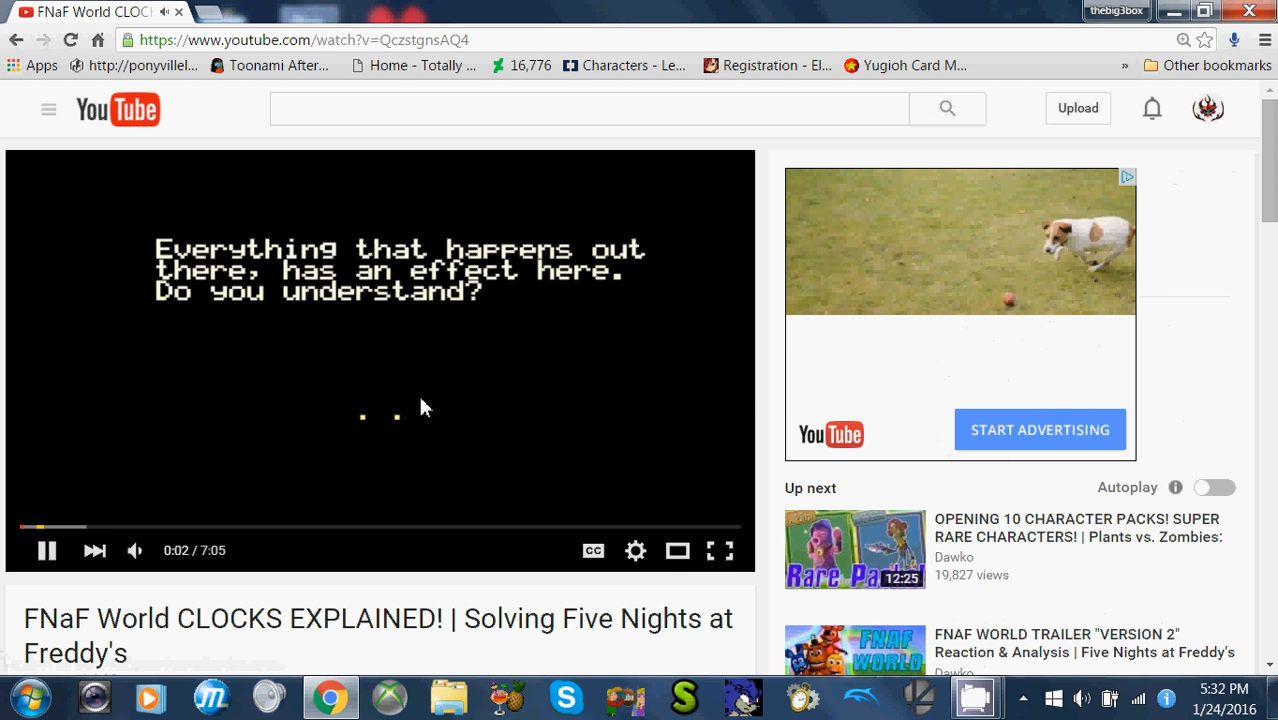 FNaF World CLOC
thebig3box
https://www.youtube.com/watch?v=QczstgnsAQ4
Apps
http://ponyvillel...
Toonami After...
Home - Totally ...
16,776
Characters - Le...
Registration - El...
Yugioh Card M...
»
Other bookmarks
YouTube
Upload
Everything that happens out
there, has an effect here.
Do you understand?
. .
YouTube
START ADVERTISING
Up next
Autoplay
OPENING 10 CHARACTER PACKS! SUPER
RARE CHARACTERS! | Plants vs. Zombies:
Dawko
19,827 views
Rare Packs!
12:25
FNAF WORLD TRAILER "VERSION 2"
Reaction & Analysis | Five Nights at Freddy's
Dawko
FNAF
WORLD
0:02 / 7:05
CC
FNaF World CLOCKS EXPLAINED! | Solving Five Nights at
Freddy's
5:32 PM
1/24/2016